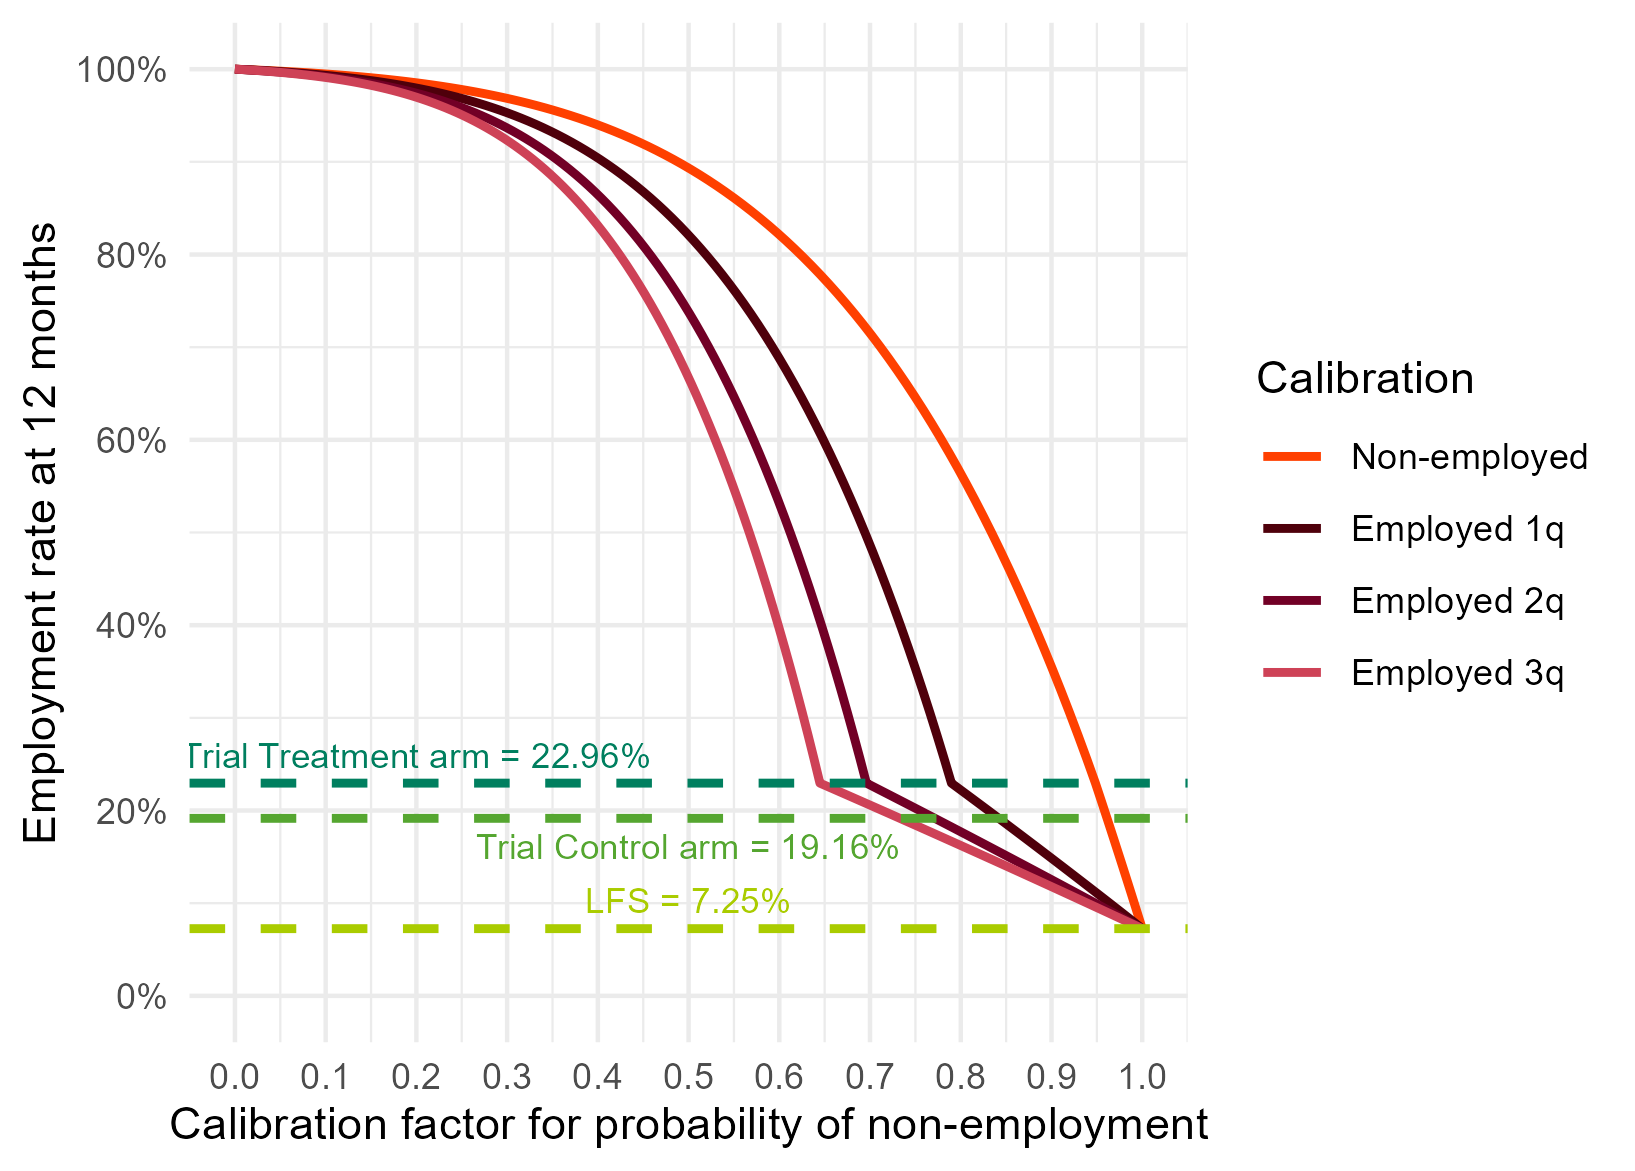 Employment rate at 12 months
100%
80%
60%
40%
20%
0%
Trial Treatment arm = 22.96%
Trial Control arm = 19.16%
LFS = 7.25%
0.0 0.1 0.2 0.3 0.4 0.5 0.6 0.7 0.8 0.9 1.0
Calibration factor for probability of non-employment
Calibration
Non-employed
Employed 1q
Employed 2q
Employed 3q